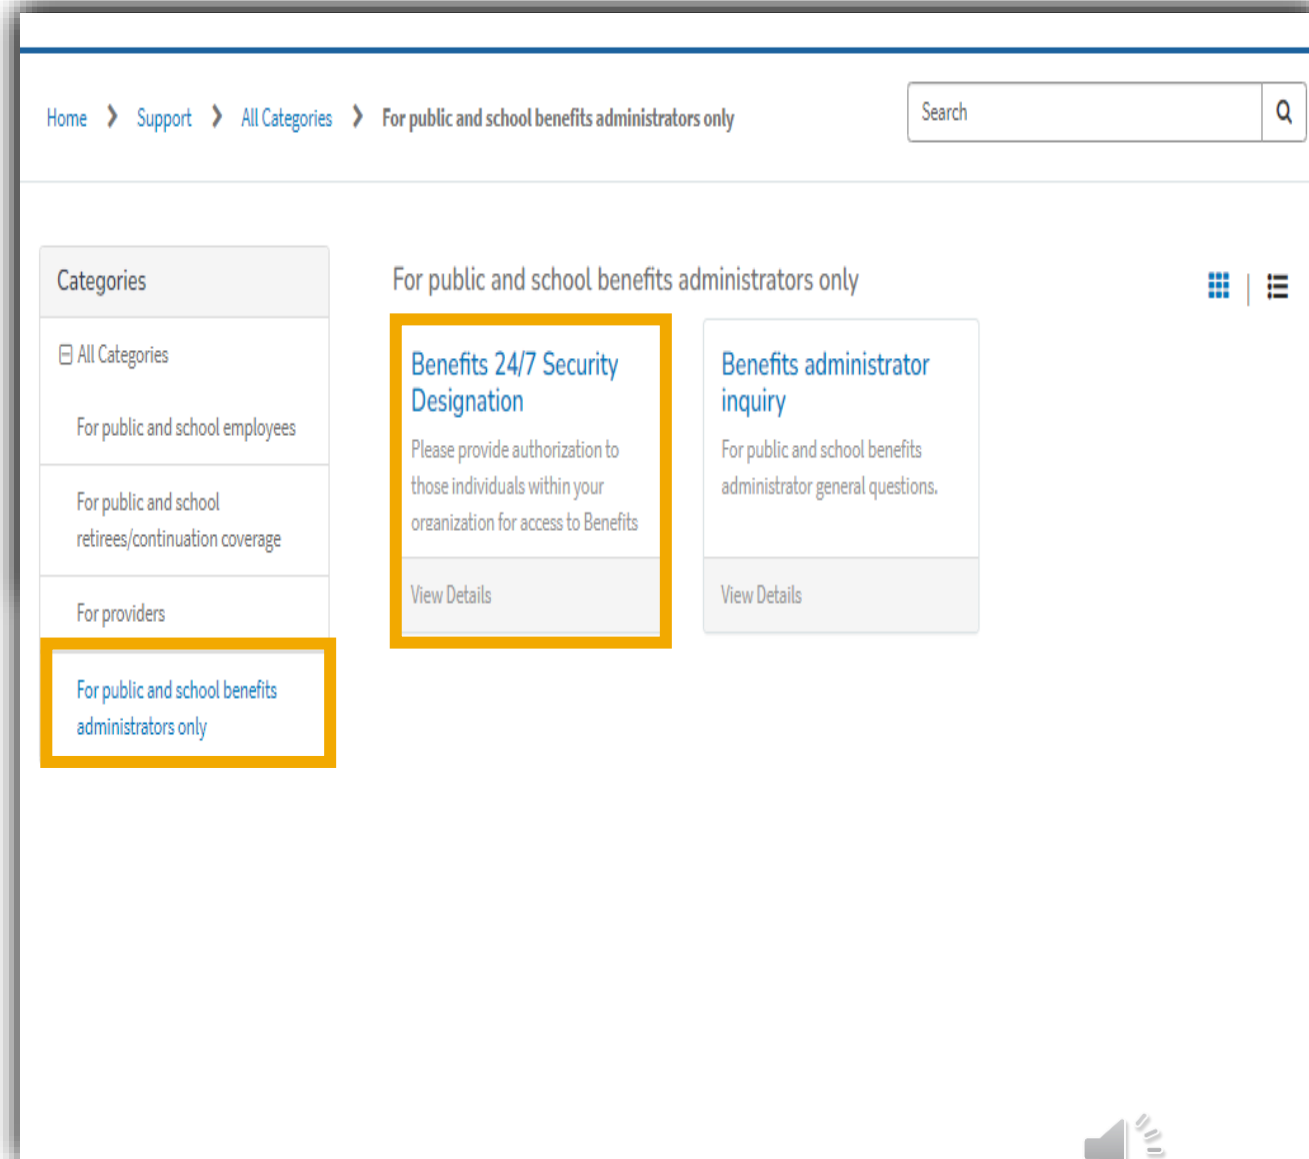 Home > Support > All Categories > For public and school benefits administrators only
Search
Categories
All Categories
For public and school employees
For public and school
retirees/continuation coverage
For providers
For public and school benefits
administrators only
For public and school benefits administrators only
Benefits 24/7 Security
Designation
Please provide authorization to
those individuals within your
organization for access to Benefits
View Details
Benefits administrator
inquiry
For public and school benefits
administrator general questions.
View Details